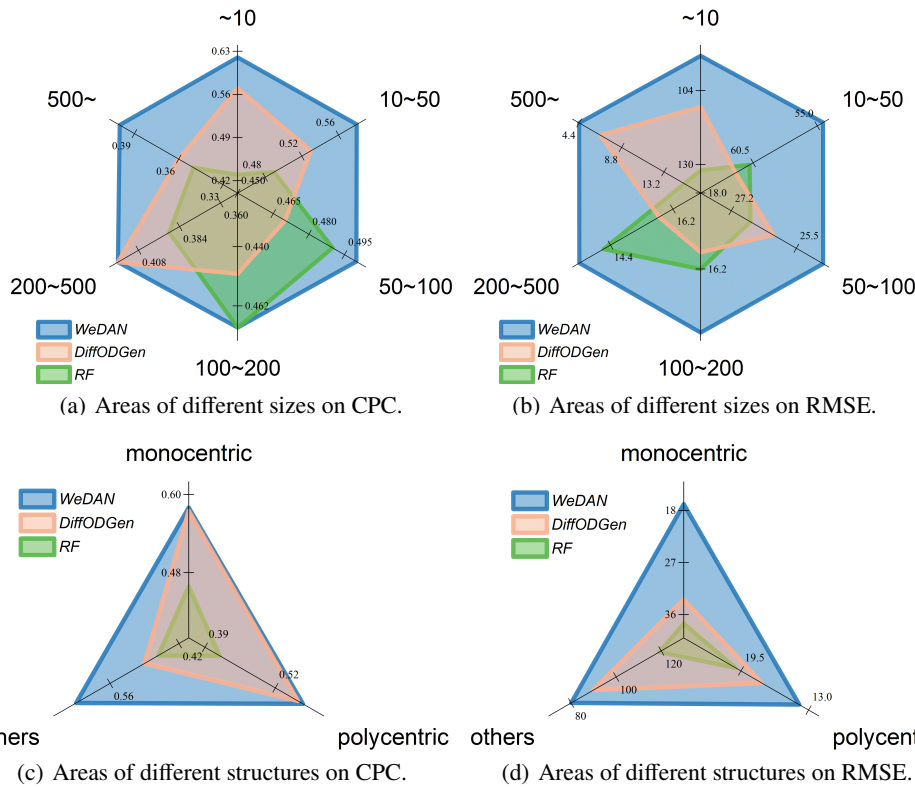 ~10
0.63
500~
0.56
10~50
0.56
0.49
0.52
0.39
0.36
0.48
0.42
0.450
0.33
0.465
0.360
0.480
0.384
0.440
0.495
0.408
200~500
50~100
0.462
WeDAN
DiffODGen
RF
100~200
(a) Areas of different sizes on CPC.
~10
500~
104
10~50
55.0
4.4
60.5
8.8
130
13.2
18.0
27.2
16.2
25.5
14.4
16.2
200~500
50~100
WeDAN
DiffODGen
RF
100~200
(b) Areas of different sizes on RMSE.
monocentric
WeDAN
DiffODGen
RF
0.60
0.48
0.39
0.42
0.52
0.56
hers
polycentric
(c) Areas of different structures on CPC.
monocentric
WeDAN
DiffODGen
RF
18
27
36
120
19.5
100
13.0
80
others
polycent
(d) Areas of different structures on RMSE.